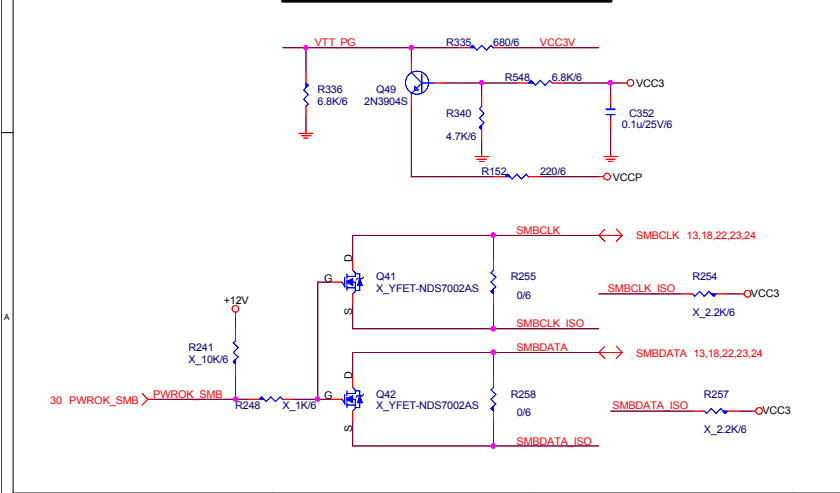 VTT_PG
R335
680/6
VCC3V
R336
6.8K/6
Q49
2N3904S
R548
6.8K/6
VCC3
R340
4.7K/6
C352
0.1u/25V/6
R152
220/6
VCCP
SMBCLK
SMBCLK 13,18,22,23,24
D
G
S
Q41
X_YFET-NDS7002AS
R255
0/6
SMBCLK_ISO
R254
VCC3
X_2.2K/6
SMBCLK_ISO
+12V
A
R241
X_10K/6
SMBDATA
SMBDATA 13,18,22,23,24
D
G
S
Q42
X_YFET-NDS7002AS
R258
0/6
30 PWROK_SMB
PWROK_SMB
R248
X_1K/6
SMBDATA_ISO
R257
VCC3
X_2.2K/6
SMBDATA_ISO